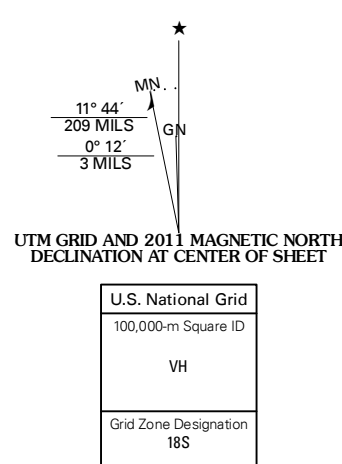 ★
MN
11° 44´
209 MILS
GN
0° 12´
3 MILS
UTM GRID AND 2011 MAGNETIC NORTH
DECLINATION AT CENTER OF SHEET
U.S. National Grid
100,000-m Square ID
VH
Grid Zone Designation
18S